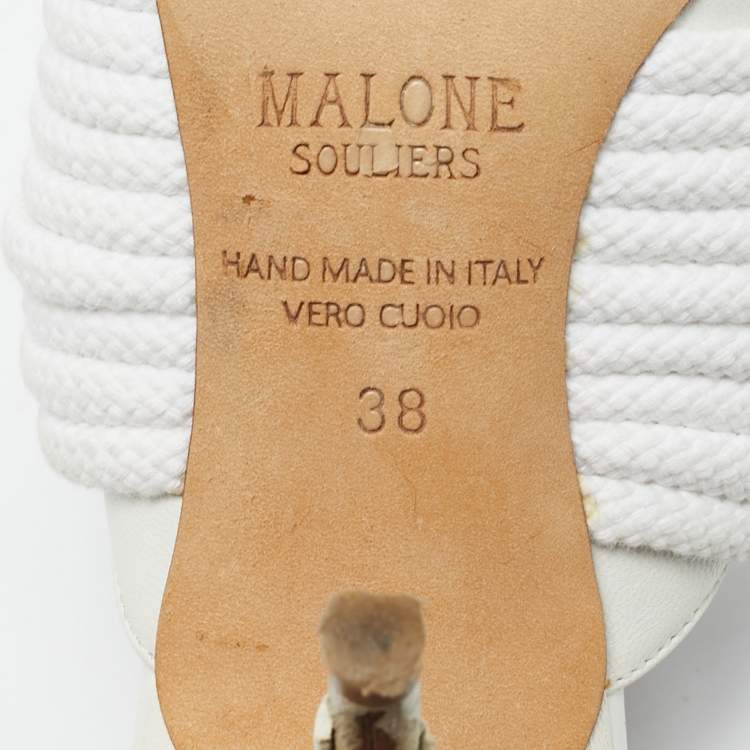 MALONE
SOULIERS
HAND MADE IN ITALY
VERO CUOIO
38